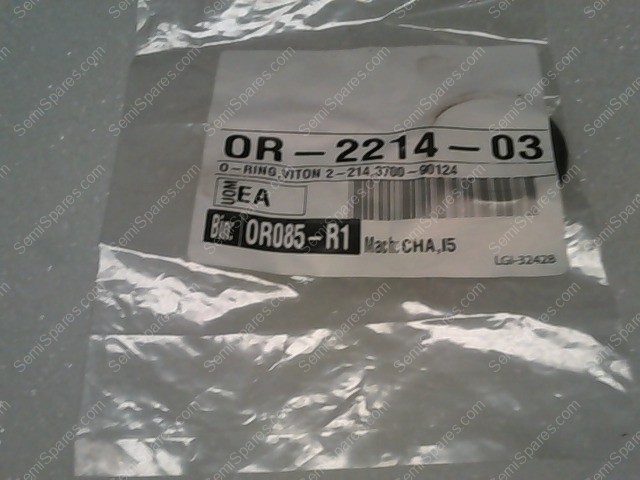 OR-2214-03
O-RING,VITON 2-214,3700-90124
UOM EA
Bin: OR085-R1 Mach: CHA,I5
LGI-32428
SemiSpares.com